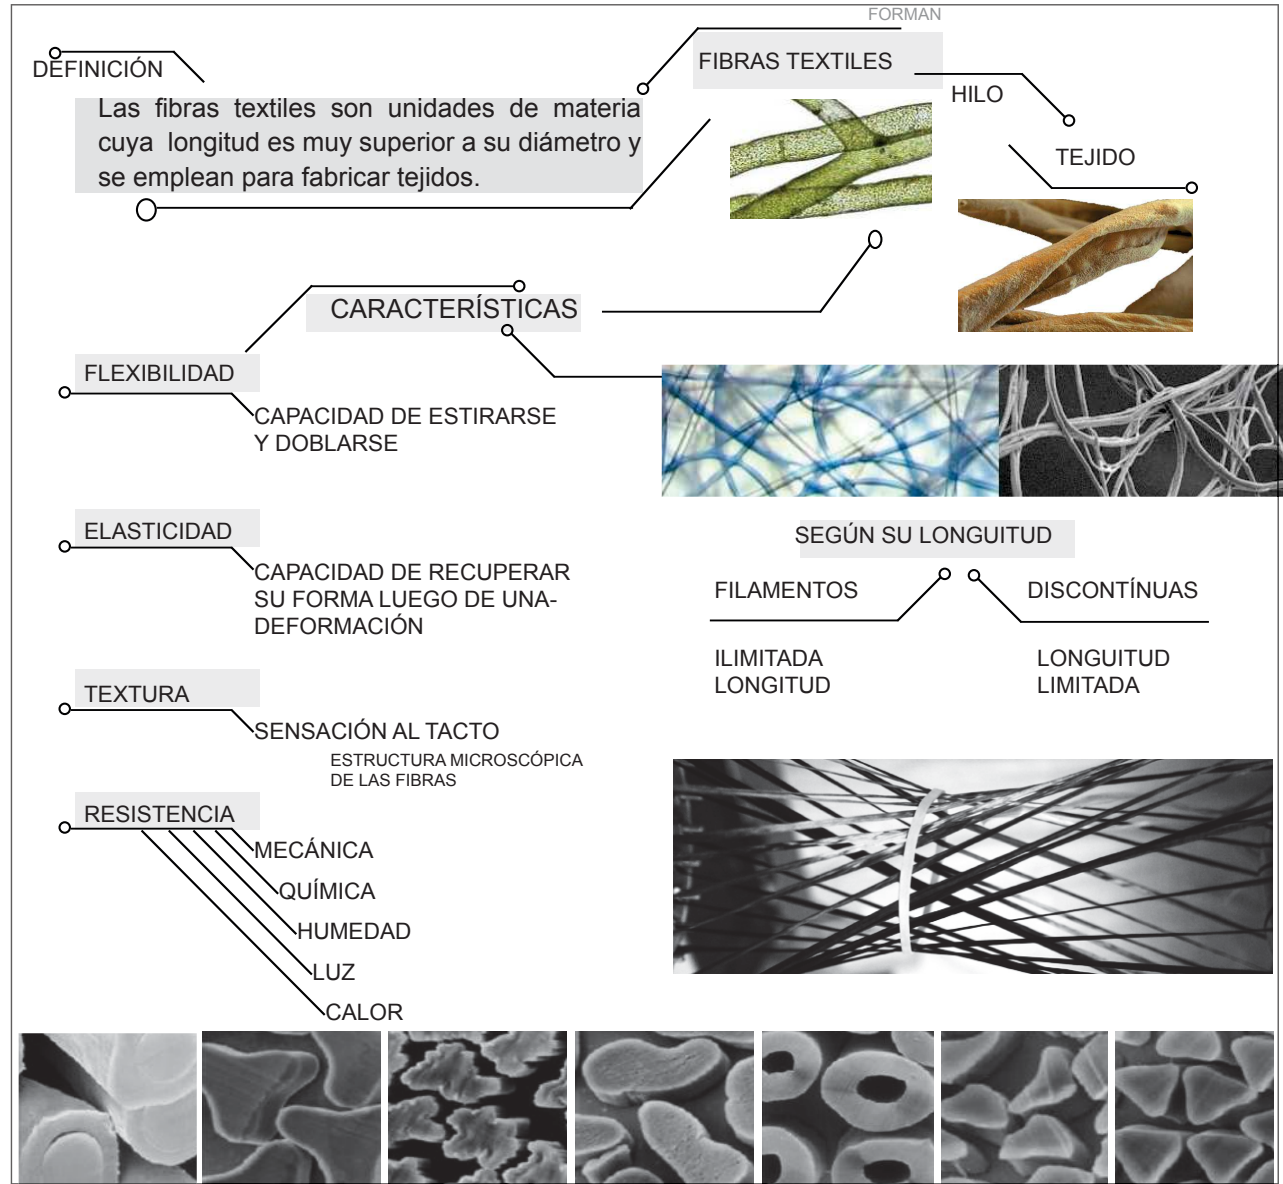 FORMAN
DEFINICIÓN
FIBRAS TEXTILES
HILO
TEJIDO
Las fibras textiles son unidades de materia
cuya longitud es muy superior a su diámetro y
se emplean para fabricar tejidos.
CARACTERÍSTICAS
FLEXIBILIDAD
CAPACIDAD DE ESTIRARSE
Y DOBLARSE
ELASTICIDAD
CAPACIDAD DE RECUPERAR
SU FORMA LUEGO DE UNA-
DEFORMACIÓN
TEXTURA
SENSACIÓN AL TACTO
ESTRUCTURA MICROSCÓPICA
DE LAS FIBRAS
RESISTENCIA
MECÁNICA
QUÍMICA
HUMEDAD
LUZ
CALOR
SEGÚN SU LONGUITUD
FILAMENTOS
ILIMITADA
LONGITUD
DISCONTÍNUAS
LONGUITUD
LIMITADA